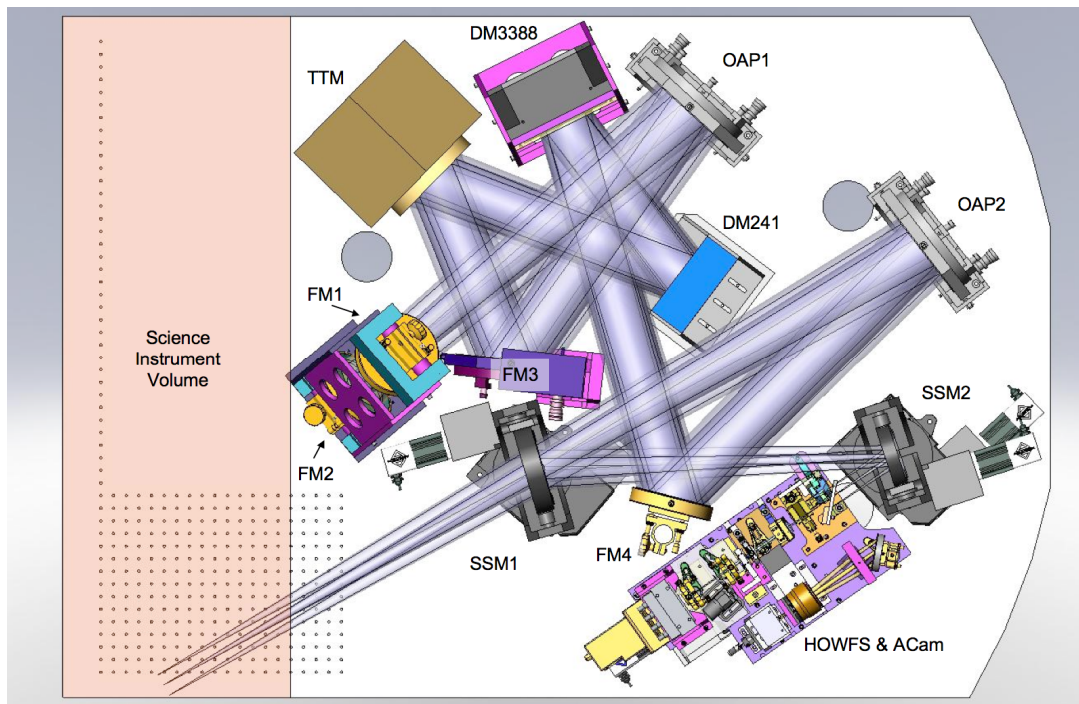 DM3388
OAP1
TTM
OAP2
DM241
FM1
Science
Instrument
Volume
FM3
SSM2
FM2
SSM1
FM4
HOWFS & ACam